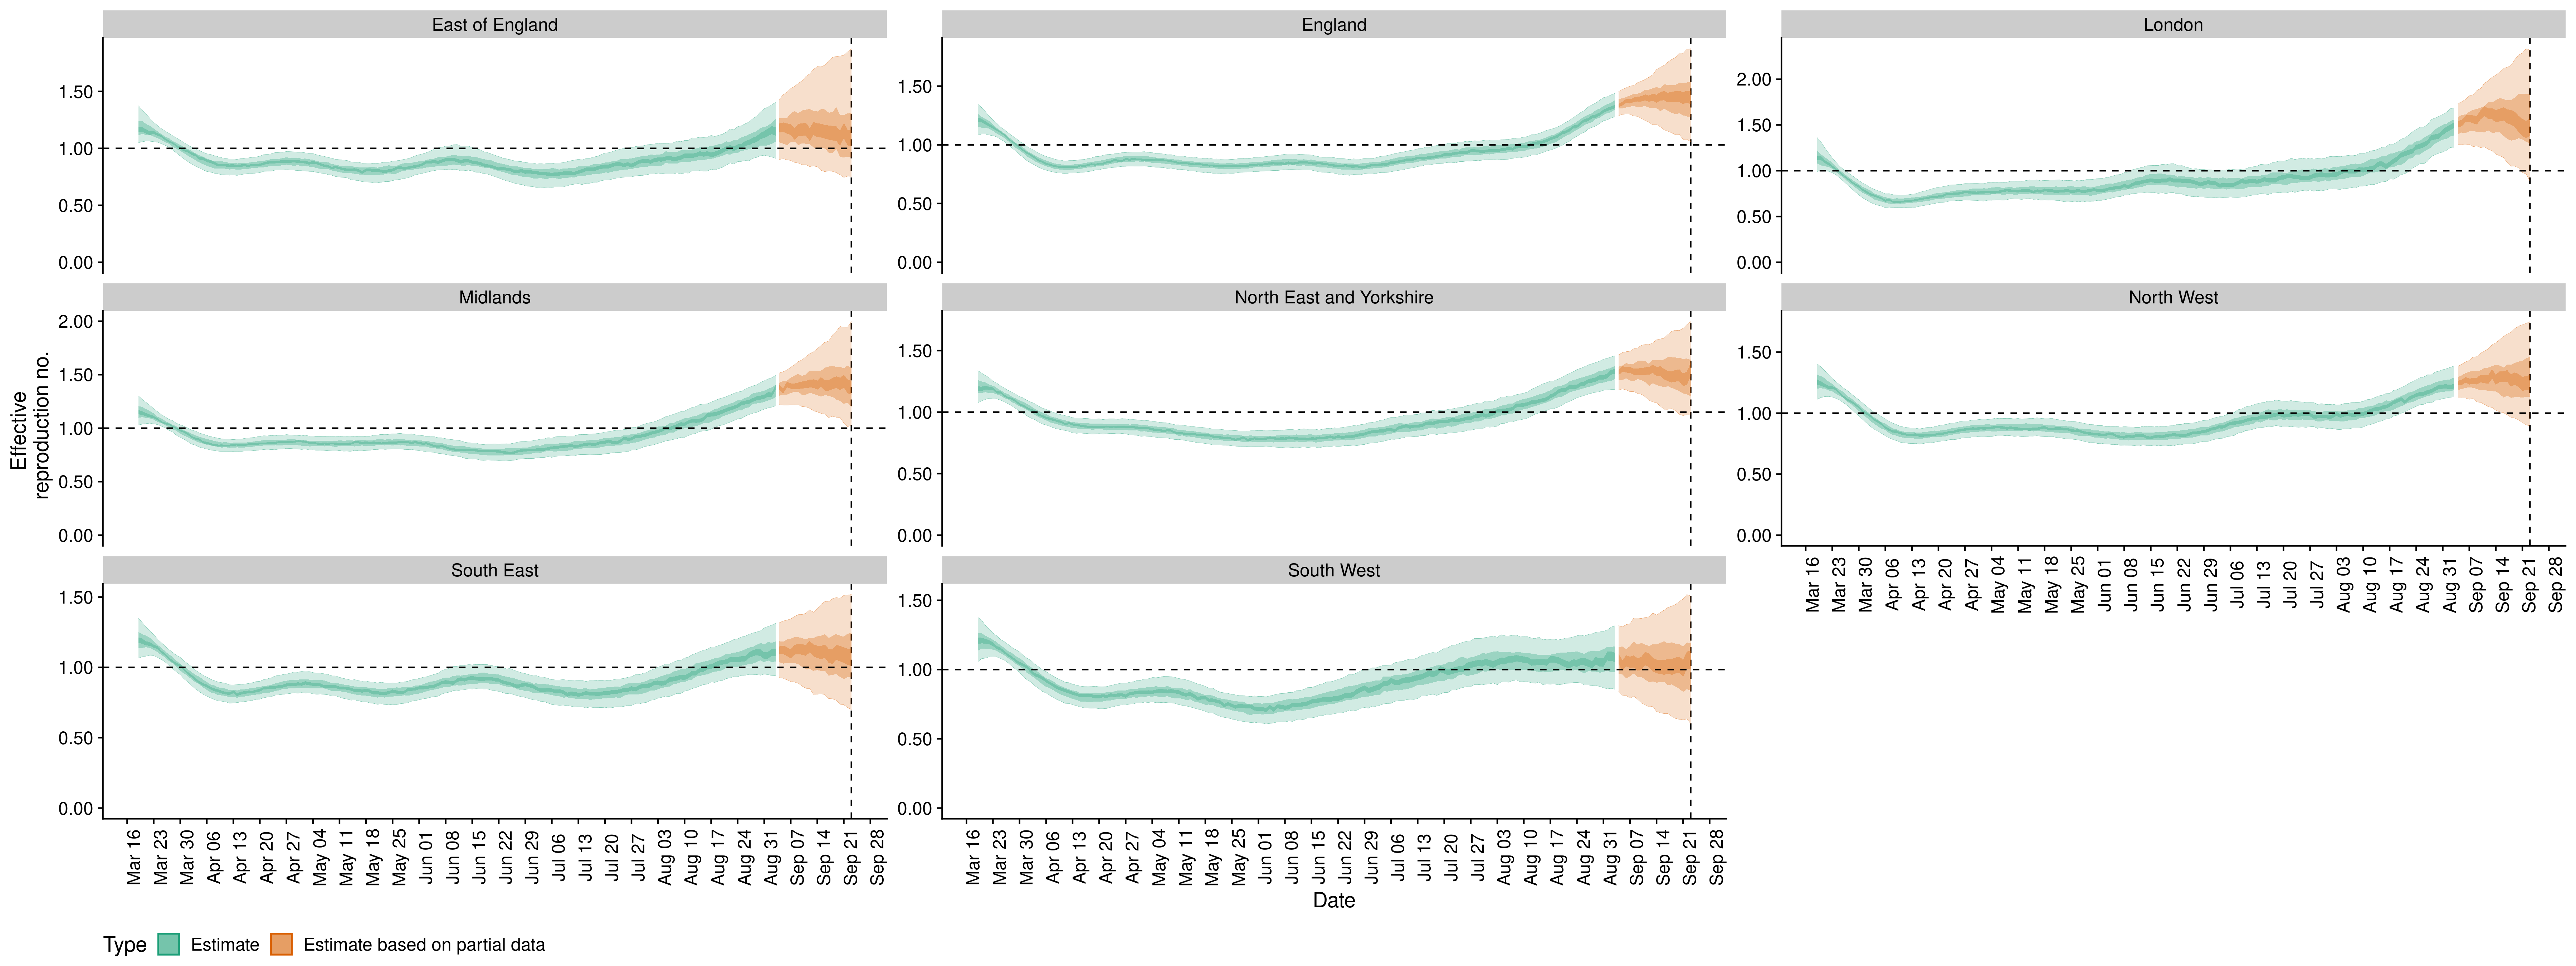 East of England
England
London
1.50
1.00
0.50
0.00
1.50
1.00
0.50
0.00
2.00
1.50
1.00
0.50
0.00
Midlands
North East and Yorkshire
North West
2.00
1.50
1.00
0.50
0.00
1.50
1.00
0.50
0.00
1.50
1.00
0.50
0.00
Effective
reproduction no.
Mar 16
Mar 23
Mar 30
Apr 06
Apr 13
Apr 20
Apr 27
May 04
May 11
May 18
May 25
Jun 01
Jun 08
Jun 15
Jun 22
Jun 29
Jul 06
Jul 13
Jul 20
Jul 27
Aug 03
Aug 10
Aug 17
Aug 24
Aug 31
Sep 07
Sep 14
Sep 21
Sep 28
South East
South West
1.50
1.00
0.50
0.00
1.50
1.00
0.50
0.00
Mar 16
Mar 23
Mar 30
Apr 06
Apr 13
Apr 20
Apr 27
May 04
May 11
May 18
May 25
Jun 01
Jun 08
Jun 15
Jun 22
Jun 29
Jul 06
Jul 13
Jul 20
Jul 27
Aug 03
Aug 10
Aug 17
Aug 24
Aug 31
Sep 07
Sep 14
Sep 21
Sep 28
Mar 16
Mar 23
Mar 30
Apr 06
Apr 13
Apr 20
Apr 27
May 04
May 11
May 18
May 25
Jun 01
Jun 08
Jun 15
Jun 22
Jun 29
Jul 06
Jul 13
Jul 20
Jul 27
Aug 03
Aug 10
Aug 17
Aug 24
Aug 31
Sep 07
Sep 14
Sep 21
Sep 28
Date
Type Estimate Estimate based on partial data